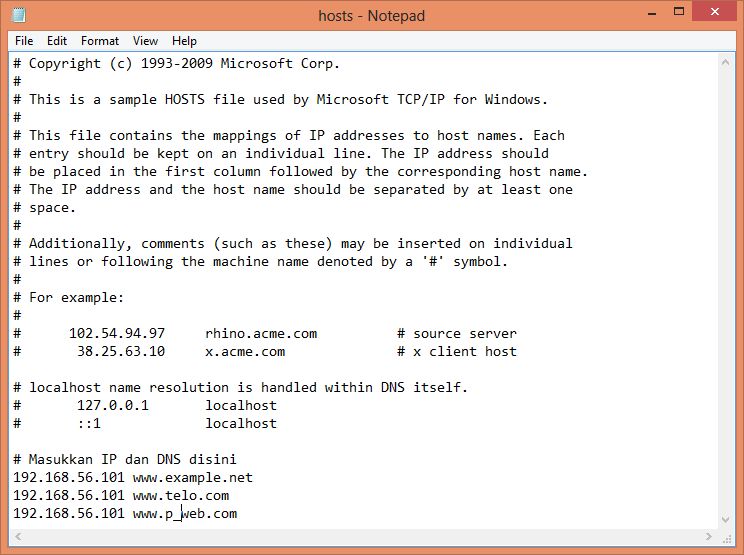 hosts - Notepad
File Edit Format View Help
# Copyright (c) 1993-2009 Microsoft Corp.
#
# This is a sample HOSTS file used by Microsoft TCP/IP for Windows.
#
# This file contains the mappings of IP addresses to host names. Each
# entry should be kept on an individual line. The IP address should
# be placed in the first column followed by the corresponding host name.
# The IP address and the host name should be separated by at least one
# space.
#
# Additionally, comments (such as these) may be inserted on individual
# lines or following the machine name denoted by a '#' symbol.
#
# For example:
#
#      102.54.94.97     rhino.acme.com          # source server
#       38.25.63.10     x.acme.com              # x client host

# localhost name resolution is handled within DNS itself.
#       127.0.0.1       localhost
#       ::1             localhost

# Masukkan IP dan DNS disini
192.168.56.101 www.example.net
192.168.56.101 www.telo.com
192.168.56.101 www.p_web.com